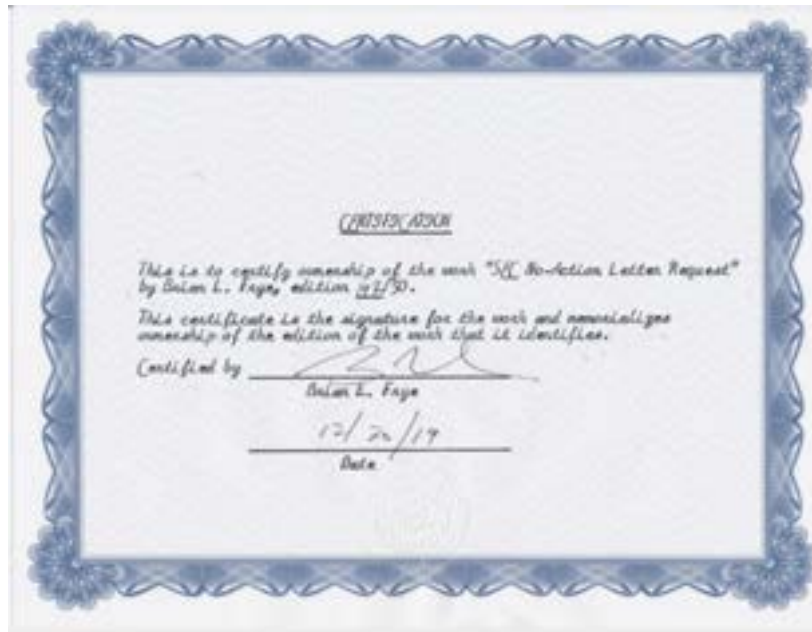 CERTIFICATION
This is to certify ownership of the work "SEC No-Action Letter Request"
by Brian L. Frye, edition /50.
This certificate is the signature for the work and memorializes
ownership of the edition of the work that it identifies.
Certified by
Brian L. Frye
12/20/19
Date